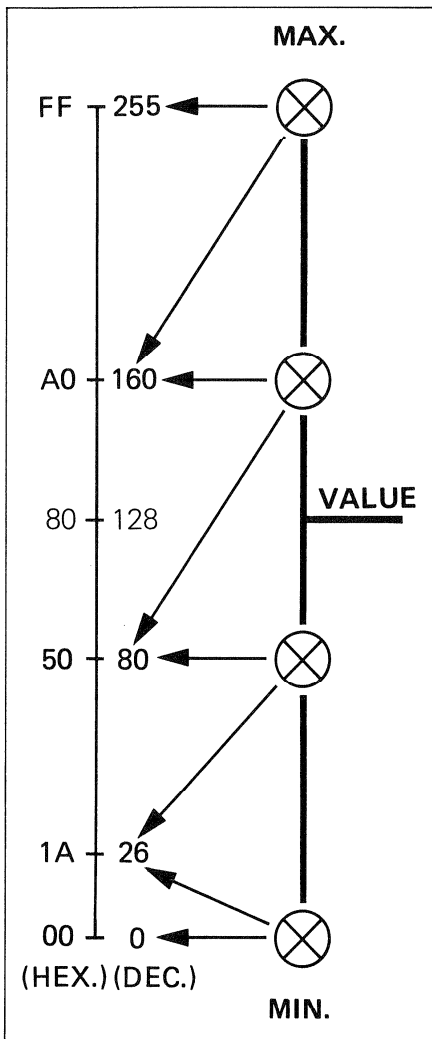 MAX.
FF 255
A0 160
VALUE
80 128
50 80
1A 26
00 0
(HEX.) (DEC.)
MIN.